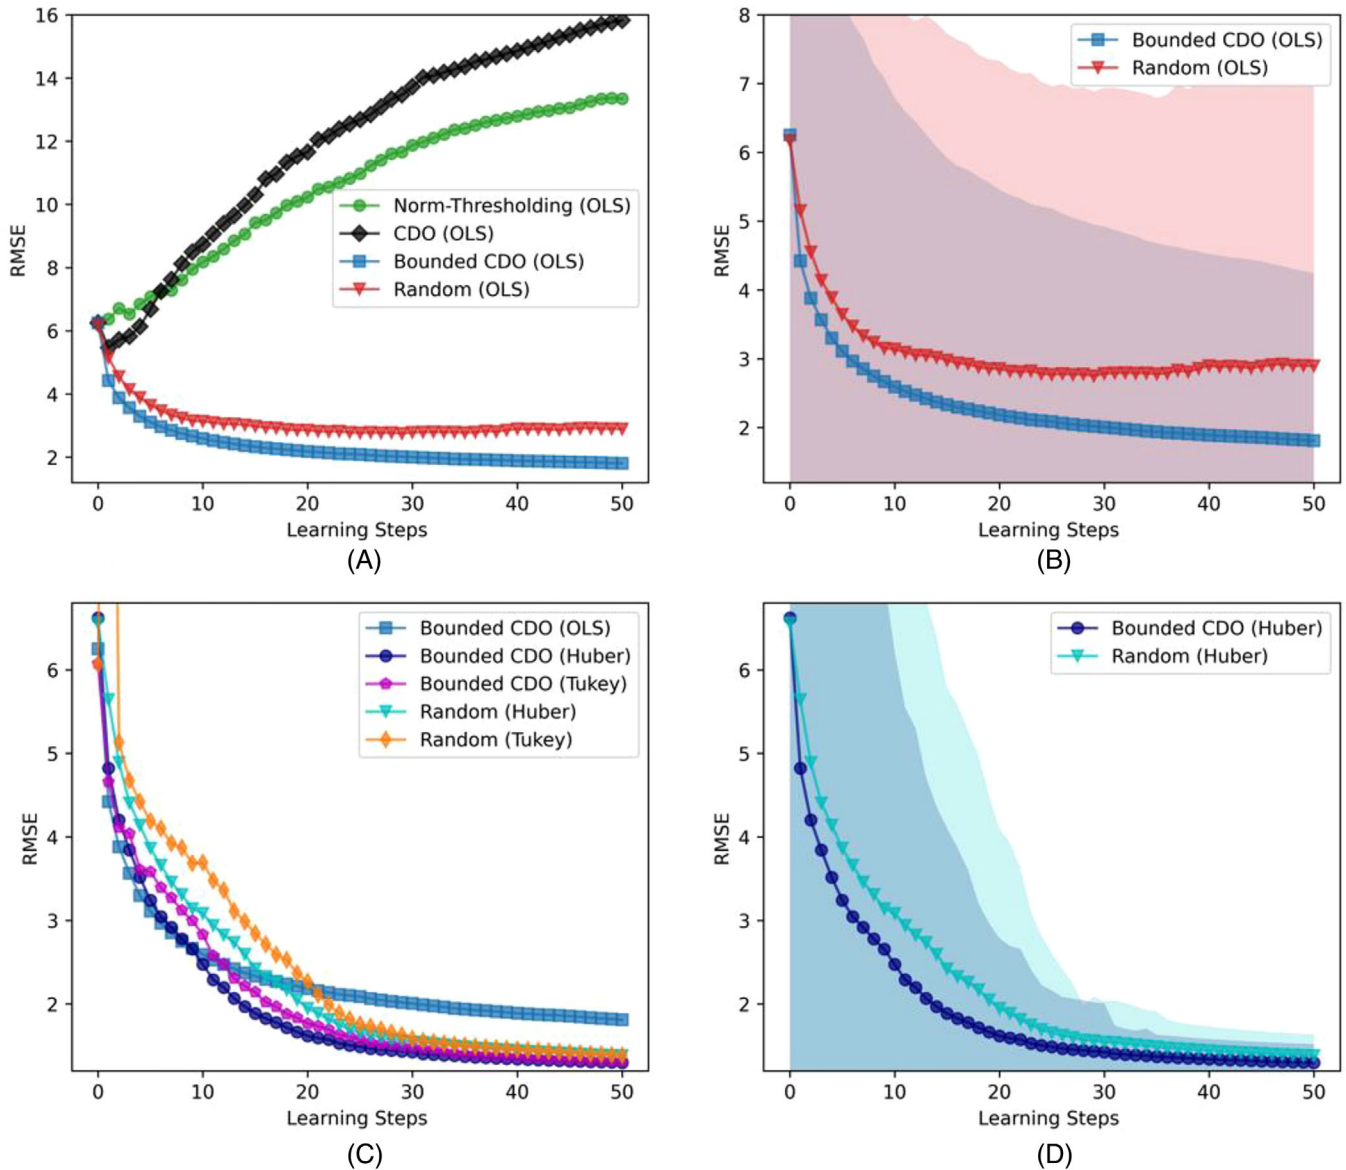 16
14
12
10
8
6
4
2
RMSE
Norm-Thresholding (OLS)
CDO (OLS)
Bounded CDO (OLS)
Random (OLS)
0 10 20 30 40 50
Learning Steps
(A)
8
7
6
5
4
3
2
RMSE
Bounded CDO (OLS)
Random (OLS)
0 10 20 30 40 50
Learning Steps
(B)
6
5
4
3
2
RMSE
Bounded CDO (OLS)
Bounded CDO (Huber)
Bounded CDO (Tukey)
Random (Huber)
Random (Tukey)
0 10 20 30 40 50
Learning Steps
(C)
6
5
4
3
2
RMSE
Bounded CDO (Huber)
Random (Huber)
0 10 20 30 40 50
Learning Steps
(D)